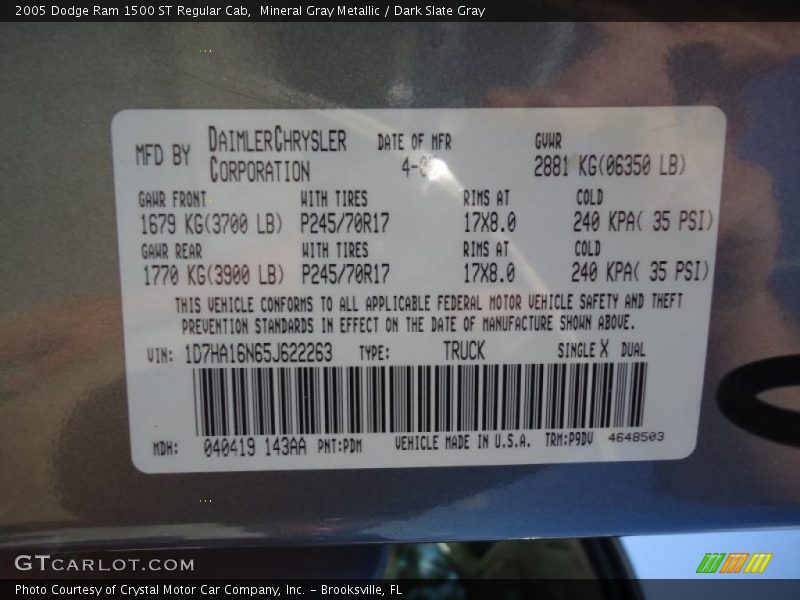 2005 Dodge Ram 1500 ST Regular Cab,  Mineral Gray Metallic / Dark Slate Gray
MFD BY DAIMLERCHRYSLER CORPORATION
DATE OF MFR
GVWR
2881 KG(06350 LB)
GAWR FRONT WITH TIRES RIMS AT COLD
1679 KG(3700 LB) P245/70R17 17X8.0 240 KPA( 35 PSI)
GAWR REAR WITH TIRES RIMS AT COLD
1770 KG(3900 LB) P245/70R17 17X8.0 240 KPA( 35 PSI)
THIS VEHICLE CONFORMS TO ALL APPLICABLE FEDERAL MOTOR VEHICLE SAFETY AND THEFT
PREVENTION STANDARDS IN EFFECT ON THE DATE OF MANUFACTURE SHOWN ABOVE.
VIN: 1D7HA16N65J622263 TYPE: TRUCK SINGLE X DUAL
MDH: 040419 143AA PNT:PDM VEHICLE MADE IN U.S.A. TRM:P9DV 4648503
GTCARLOT.COM
Photo Courtesy of Crystal Motor Car Company, Inc. – Brooksville, FL